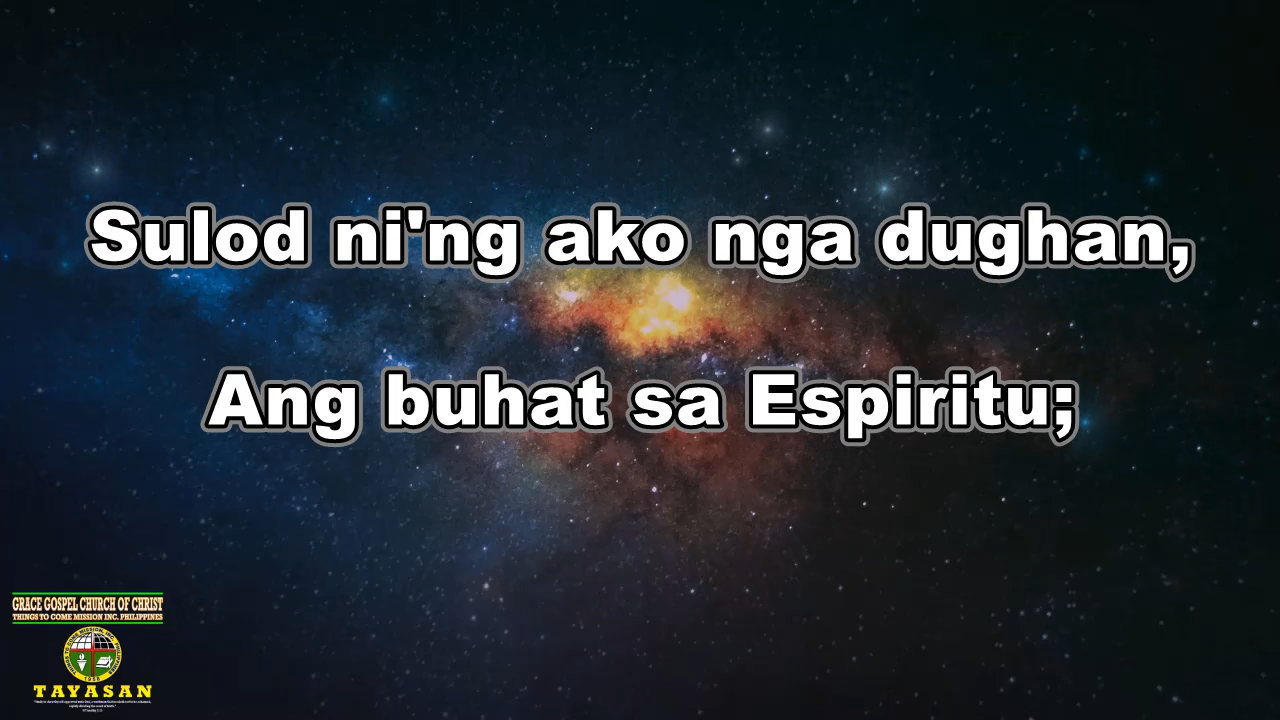 Sulod ni'ng ako nga dughan,
Ang buhat sa Espiritu;
GRACE GOSPEL CHURCH OF CHRIST
THINGS TO COME MISSION INC. PHILIPPINES
TAYASAN